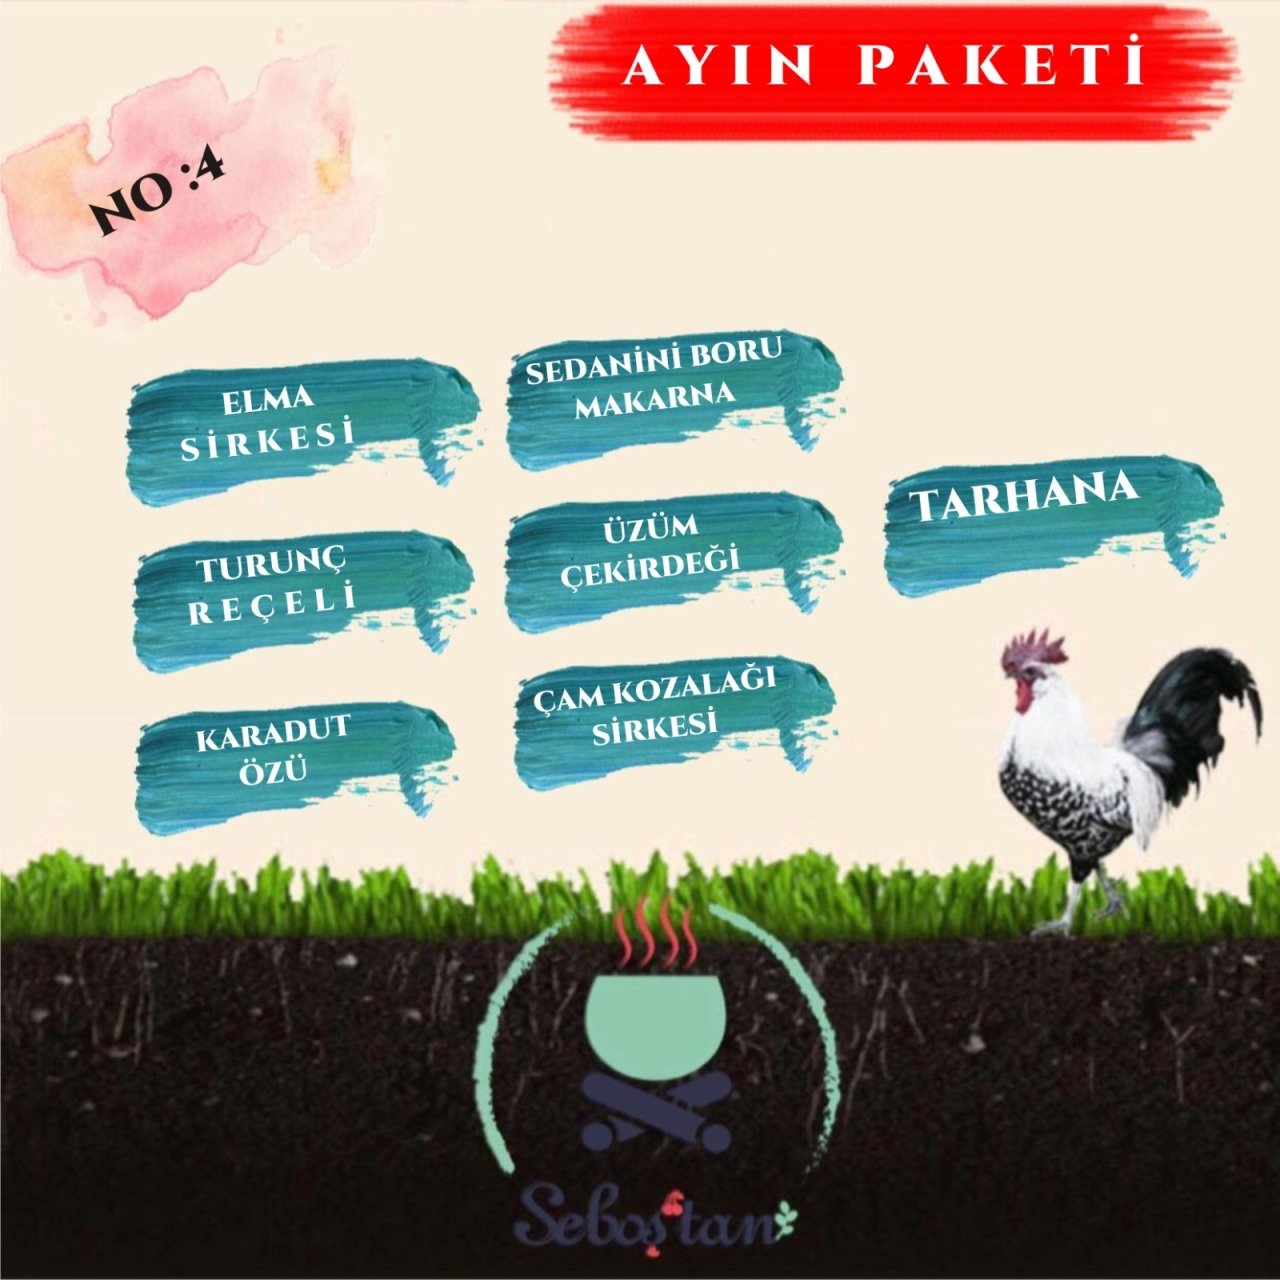 AYIN PAKETİ
NO :4
ELMA
SİRKESİ
TURUNÇ
REÇELİ
KARADUT
ÖZÜ
SEDANİNİ BORU
MAKARNA
ÜZÜM
ÇEKİRDEĞİ
ÇAM KOZALAĞI
SİRKESİ
TARHANA
Sebostan